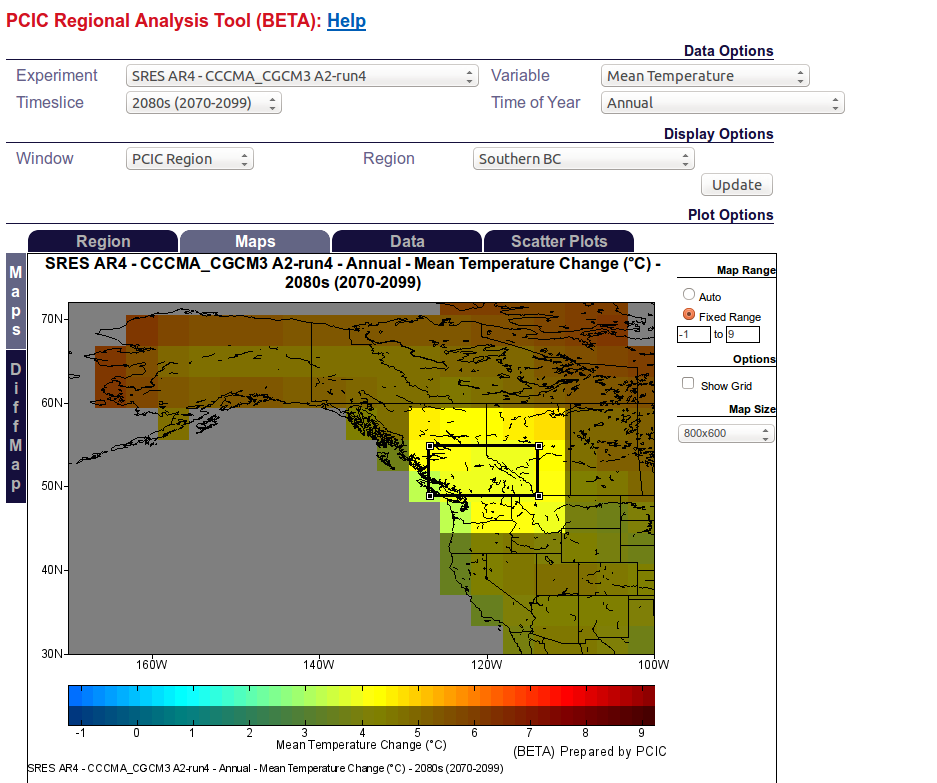 PCIC Regional Analysis Tool (BETA): Help
Data Options
Experiment SRES AR4 - CCCMA_CGCM3 A2-run4 Variable Mean Temperature
Timeslice 2080s (2070-2099) Time of Year Annual
Display Options
Window PCIC Region Region Southern BC
Update
Plot Options
Region Maps Data Scatter Plots
Maps
Diff Map
SRES AR4 - CCCMA_CGCM3 A2-run4 - Annual - Mean Temperature Change (°C) -
2080s (2070-2099)
70N
60N
50N
40N
30N
160W 140W 120W 100W
-1 0 1 2 3 4 5 6 7 8 9
Mean Temperature Change (°C)
(BETA) Prepared by PCIC
SRES AR4 - CCCMA_CGCM3 A2-run4 - Annual - Mean Temperature Change (°C) - 2080s (2070-2099)
Map Range
Auto
Fixed Range
-1 to 9
Options
Show Grid
Map Size
800x600